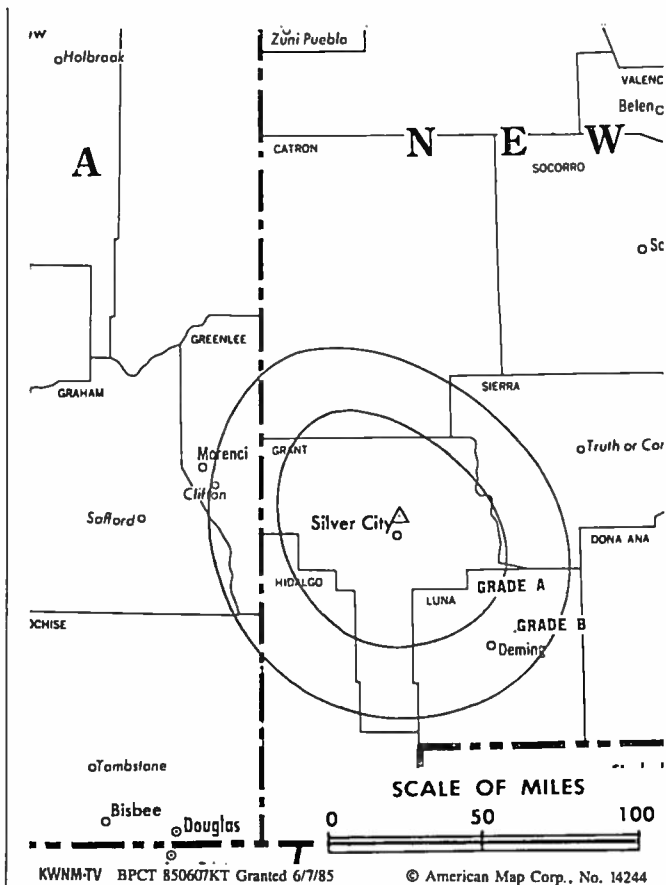 Zuni Puebla
Holbrook
VALENC
Belen
A
N E W
CATRON
SOCORRO
GREENLEE
GRAHAM
SIERRA
GRANT
Morenci
Truth or Con
Clifton
Safford
Silver City
DONA ANA
HIDALGO
GRADE A
LUNA
OCHISE
GRADE B
Deming
Tombstone
SCALE OF MILES
Bisbee
Douglas
0 50 100
KWNM-TV BPCT 850607KT Granted 6/7/85 © American Map Corp., No. 14244